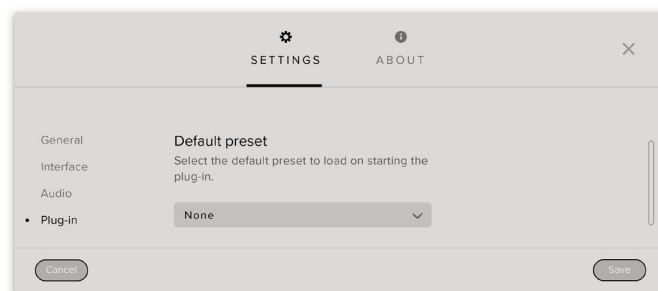 SETTINGS
ABOUT
General
Interface
Audio
Plug-in
Default preset
Select the default preset to load on starting the
plug-in.
None
Cancel
Save